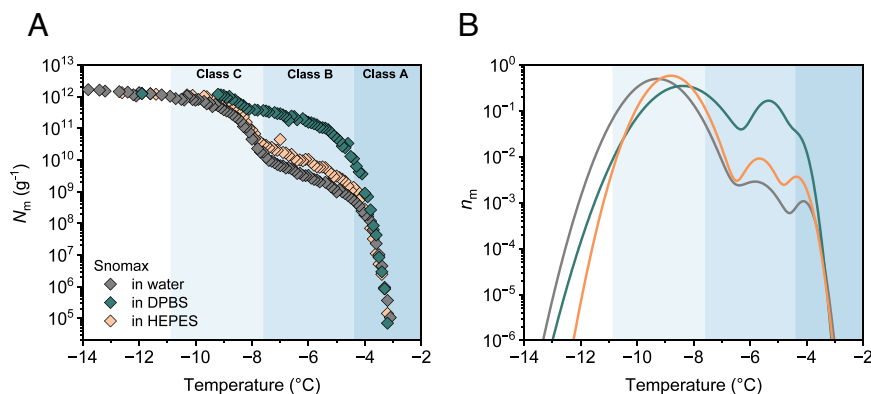 A
B
Class C
Class B
Class A
10¹³
10¹²
10¹¹
10¹⁰
10⁹
10⁸
10⁷
10⁶
10⁵
Nₘ (g⁻¹)
Snomax
in water
in DPBS
in HEPES
−14 −12 −10 −8 −6 −4 −2
Temperature (°C)
10⁰
10⁻¹
10⁻²
10⁻³
10⁻⁴
10⁻⁵
10⁻⁶
nₘ
−14 −12 −10 −8 −6 −4 −2
Temperature (°C)